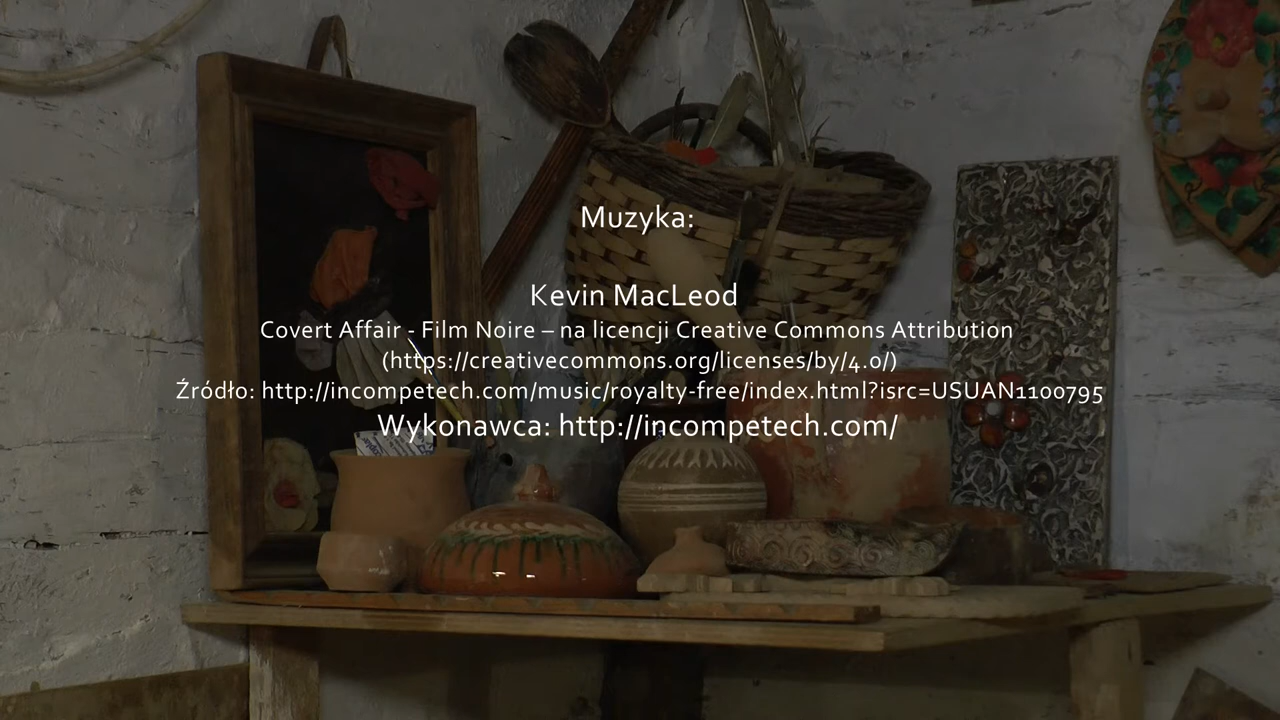 Muzyka:
Kevin MacLeod
Covert Affair - Film Noire – na licencji Creative Commons Attribution
(https://creativecommons.org/licenses/by/4.0/)
Źródło: http://incompetech.com/music/royalty-free/index.html?isrc=USUAN1100795
Wykonawca: http://incompetech.com/